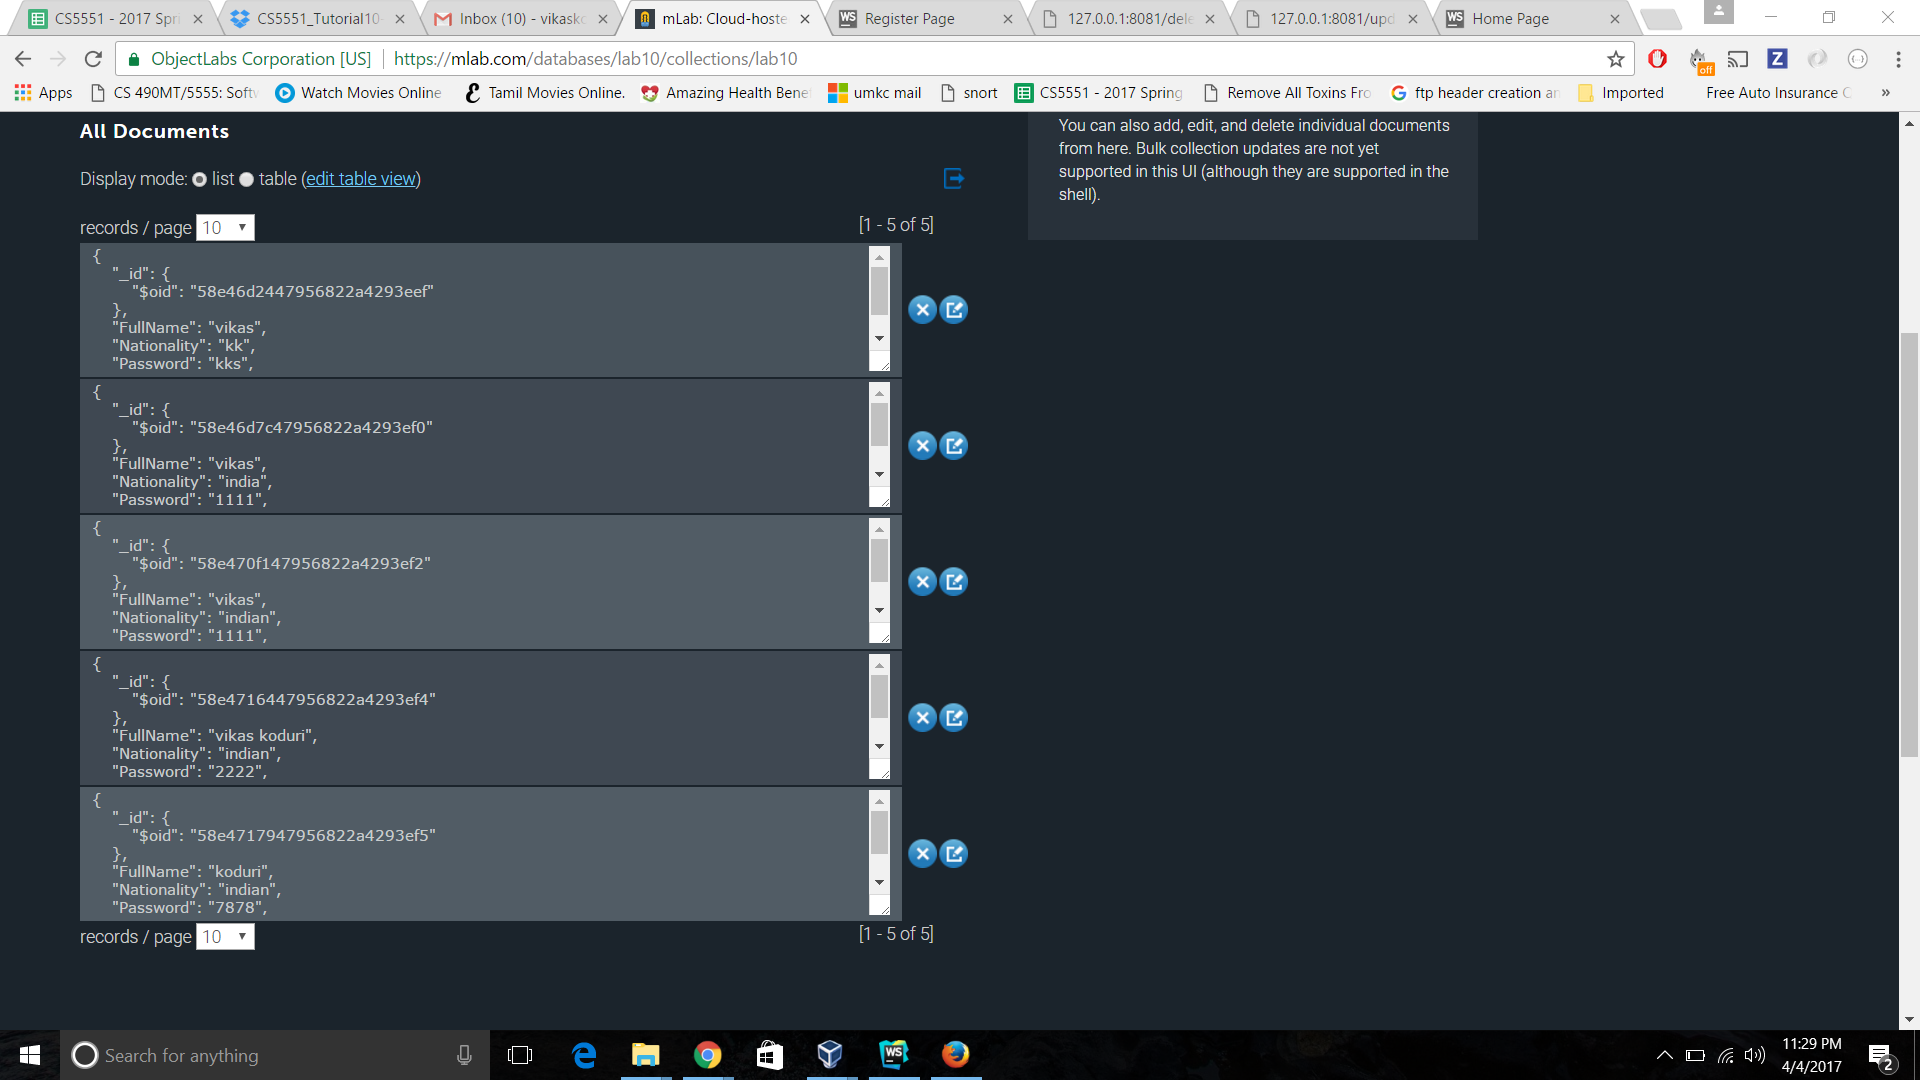 CS5551 - 2017 Spri
CS5551_Tutorial10-
Inbox (10) - vikaskc
mLab: Cloud-hoste
Register Page
127.0.0.1:8081/dele
127.0.0.1:8081/upd
Home Page
ObjectLabs Corporation [US] https://mlab.com/databases/lab10/collections/lab10
off
Z
Apps CS 490MT/5555: Softw Watch Movies Online Tamil Movies Online. Amazing Health Bene umkc mail snort CS5551 - 2017 Spring Remove All Toxins Fro ftp header creation an Imported Free Auto Insurance C »
All Documents
You can also add, edit, and delete individual documents
from here. Bulk collection updates are not yet
supported in this UI (although they are supported in the
shell).
Display mode: list table (edit table view)
records / page 10
[1 - 5 of 5]
{
"_id": {
"$oid": "58e46d2447956822a4293eef"
},
"FullName": "vikas",
"Nationality": "kk",
"Password": "kks",
{
"_id": {
"$oid": "58e46d7c47956822a4293ef0"
},
"FullName": "vikas",
"Nationality": "india",
"Password": "1111",
{
"_id": {
"$oid": "58e470f147956822a4293ef2"
},
"FullName": "vikas",
"Nationality": "indian",
"Password": "1111",
{
"_id": {
"$oid": "58e4716447956822a4293ef4"
},
"FullName": "vikas koduri",
"Nationality": "indian",
"Password": "2222",
{
"_id": {
"$oid": "58e4717947956822a4293ef5"
},
"FullName": "koduri",
"Nationality": "indian",
"Password": "7878",
records / page 10
[1 - 5 of 5]
Search for anything
WS
11:29 PM
4/4/2017
2